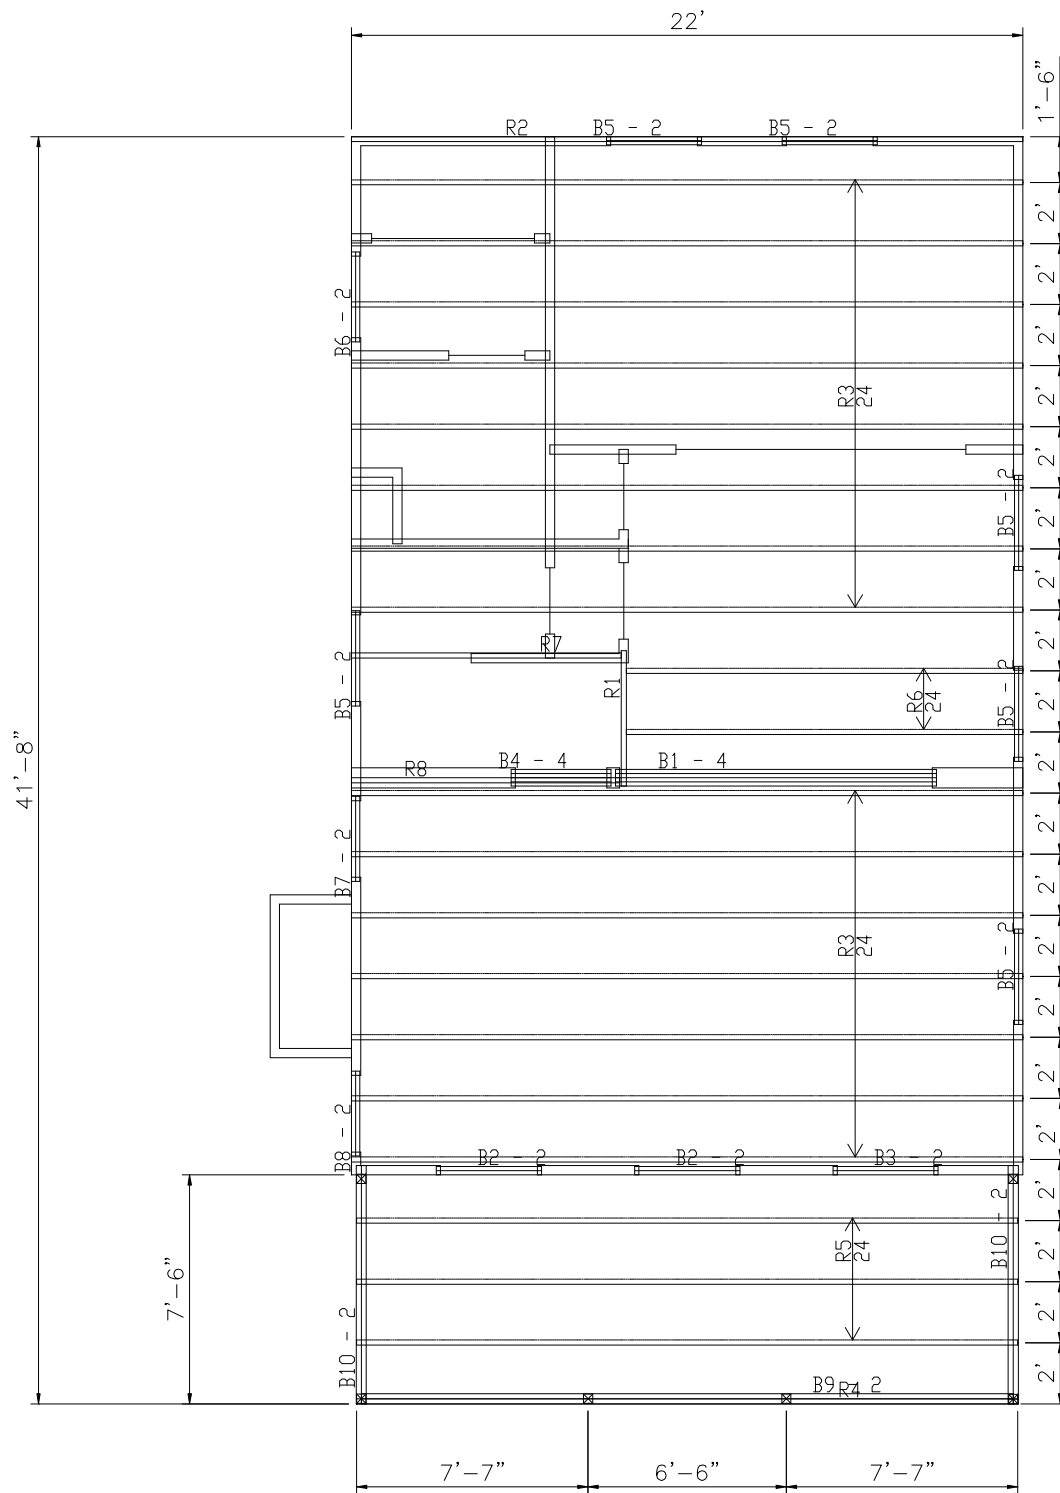 22'
1'-6"
R2
B5 - 2
B5 - 2
2'
2'
B6 - 2
2'
2'
R3
24
2'
B5 - 2
2'
2'
R7
B5 - 2
R1
B5 - 2
R6
24
2'
2'
41'-8"
R8
B4 - 4
B1 - 4
2'
B7 - 2
2'
R3
24
B5 - 2
2'
2'
2'
B8 - 2
2'
B2 - 2
B2 - 2
B3 - 2
2'
B10 - 2
7'-6"
R5
24
2'
2'
B10 - 2
B9 - 2
R4
2'
7'-7"
6'-6"
7'-7"